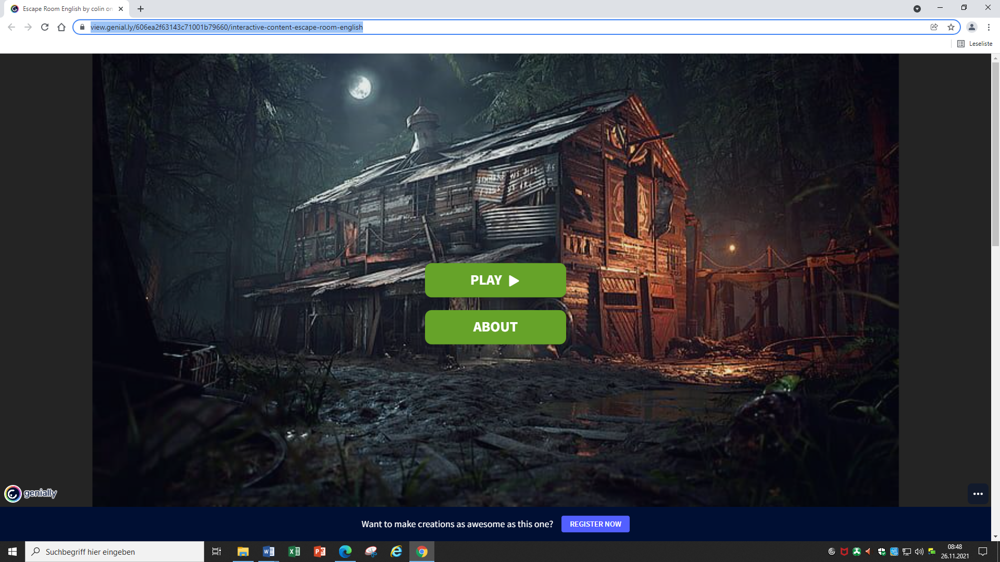 Escape Room English by colin on
view.genial.ly/606ea2f63143c71001b79660/interactive-content-escape-room-english
Leseliste
PLAY
ABOUT
genially
Want to make creations as awesome as this one?
REGISTER NOW
Suchbegriff hier eingeben
08:48
26.11.2021